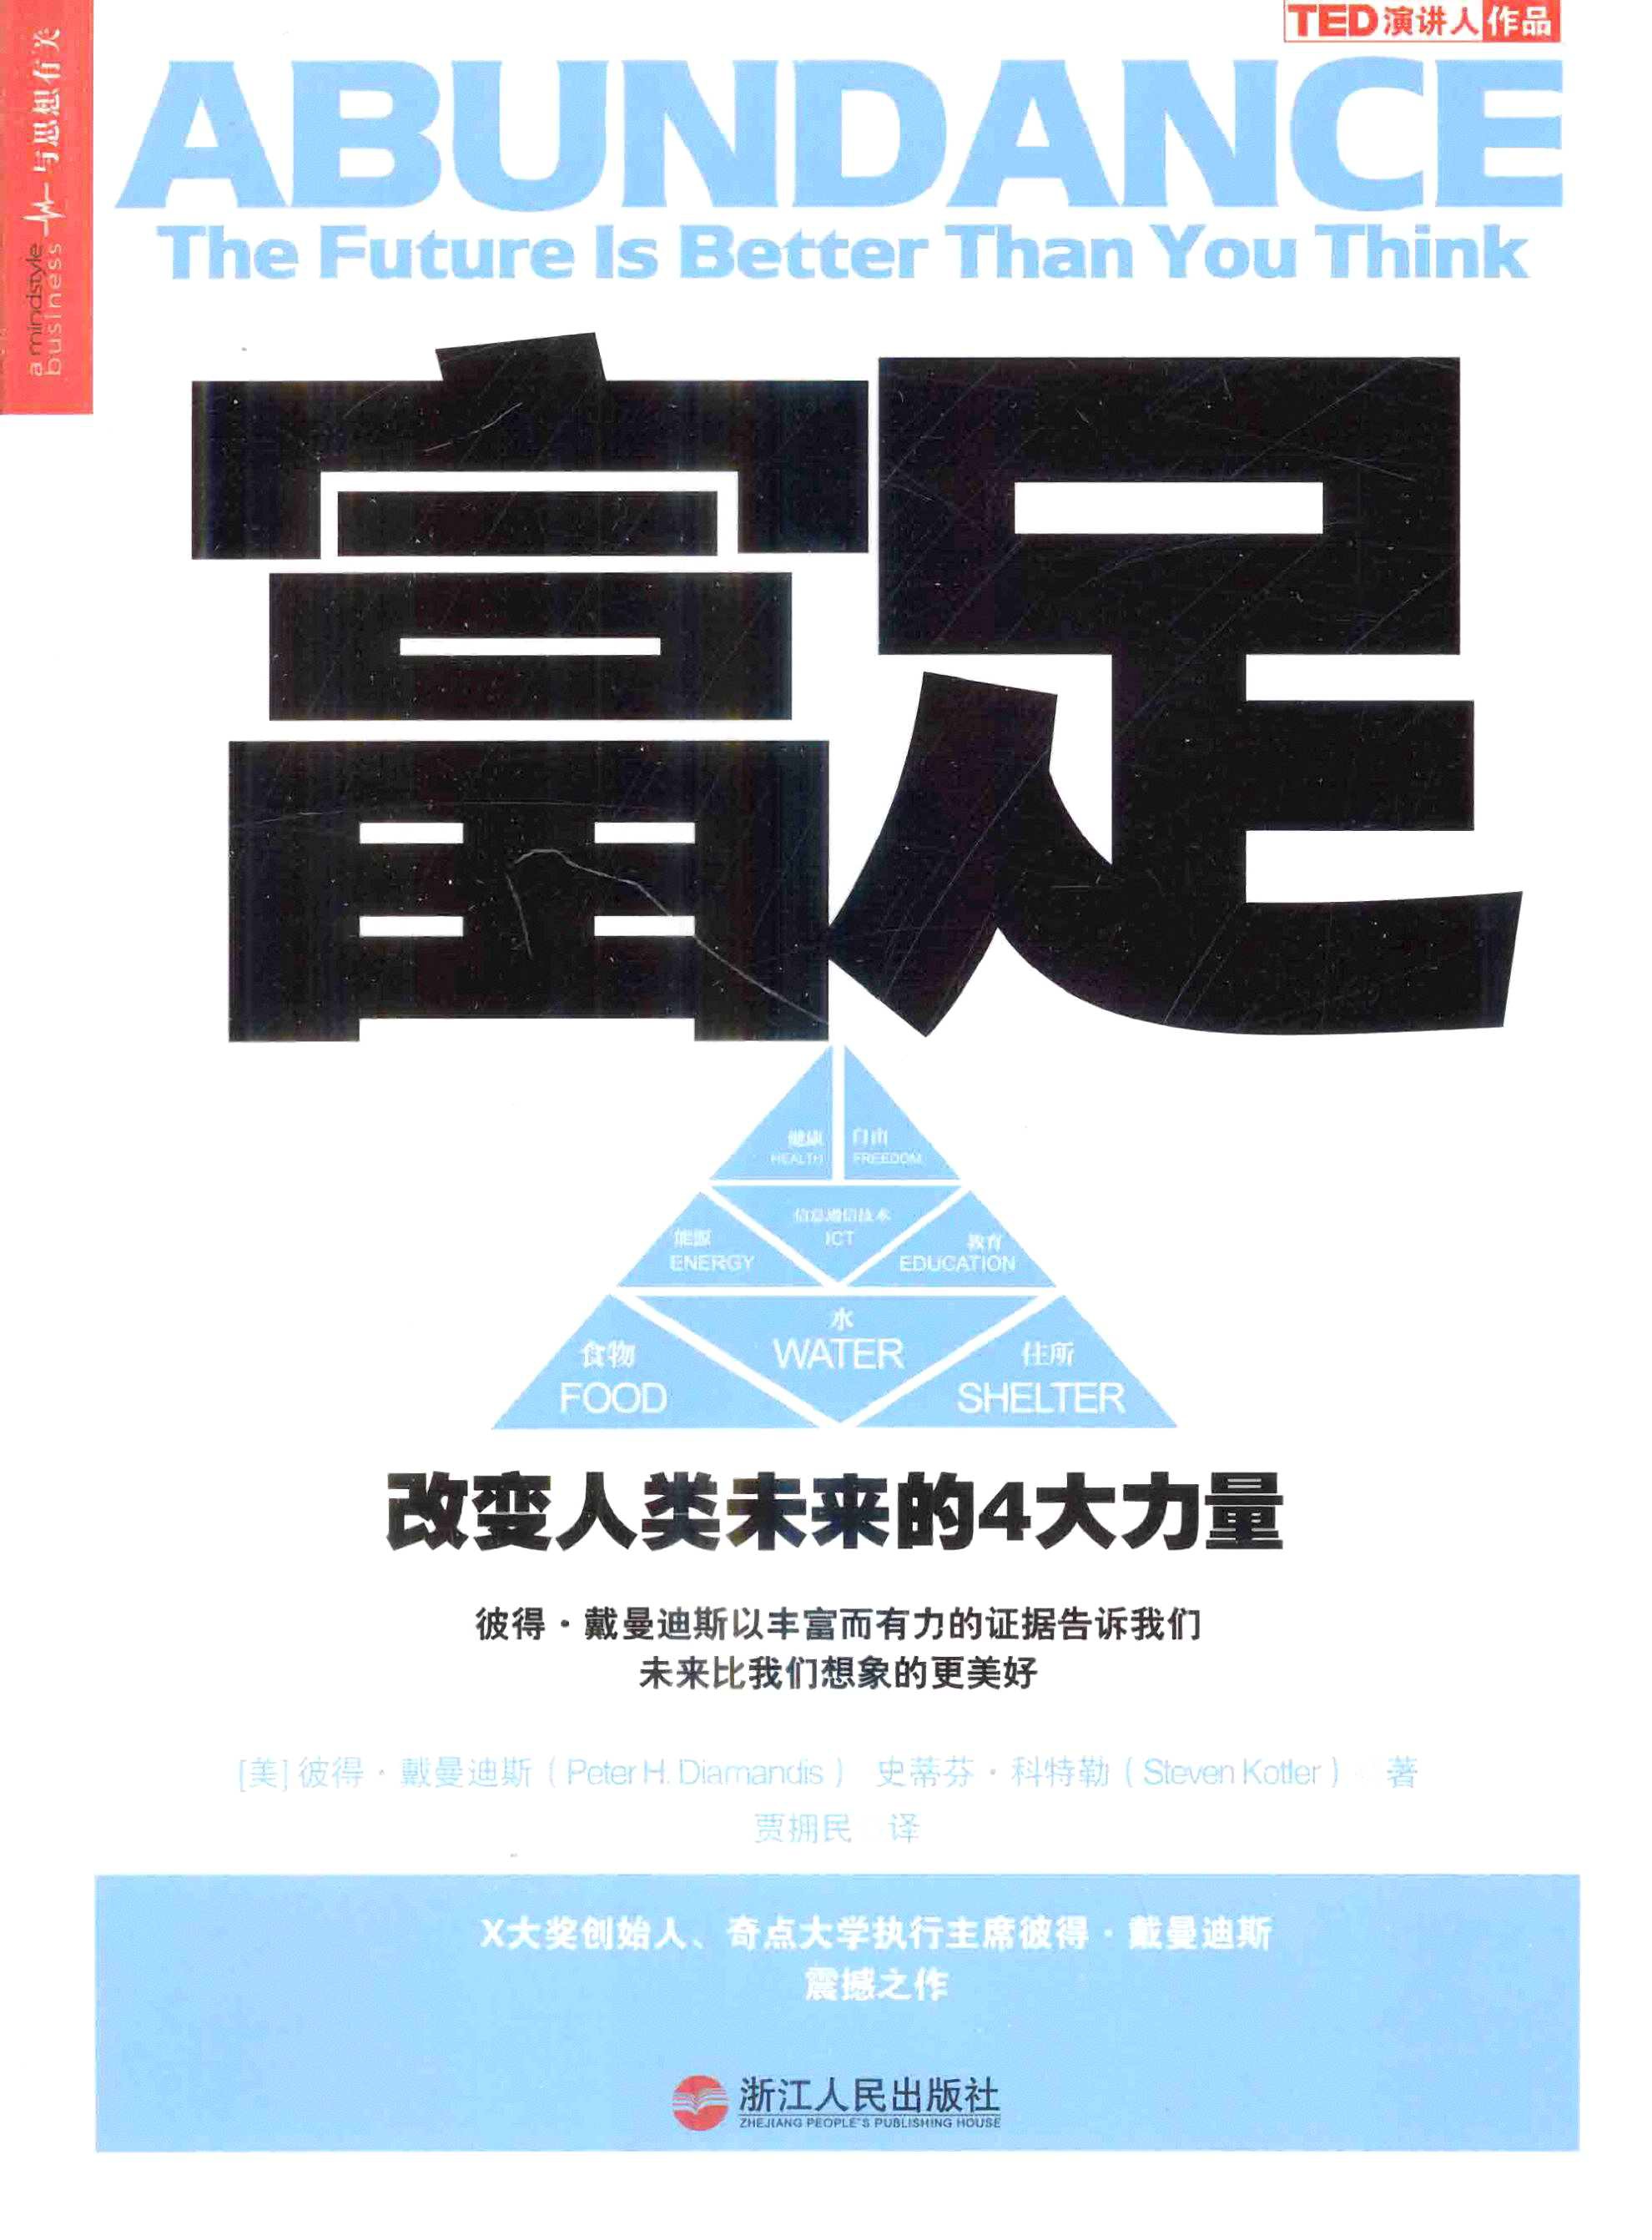 TED演讲人作品
与思想有关
a mindstyle
business
ABUNDANCE
The Future Is Better Than You Think
富足
健康
HEALTH
自由
FREEDOM
能源
ENERGY
信息通信技术
ICT
教育
EDUCATION
食物
FOOD
水
WATER
住所
SHELTER
改变人类未来的4大力量
彼得·戴曼迪斯以丰富而有力的证据告诉我们
未来比我们想象的更美好
[美] 彼得·戴曼迪斯（Peter H. Diamandis） 史蒂芬·科特勒（Steven Kotler） 著
贾拥民 译
X大奖创始人、奇点大学执行主席彼得·戴曼迪斯
震撼之作
浙江人民出版社
ZHEJIANG PEOPLE'S PUBLISHING HOUSE